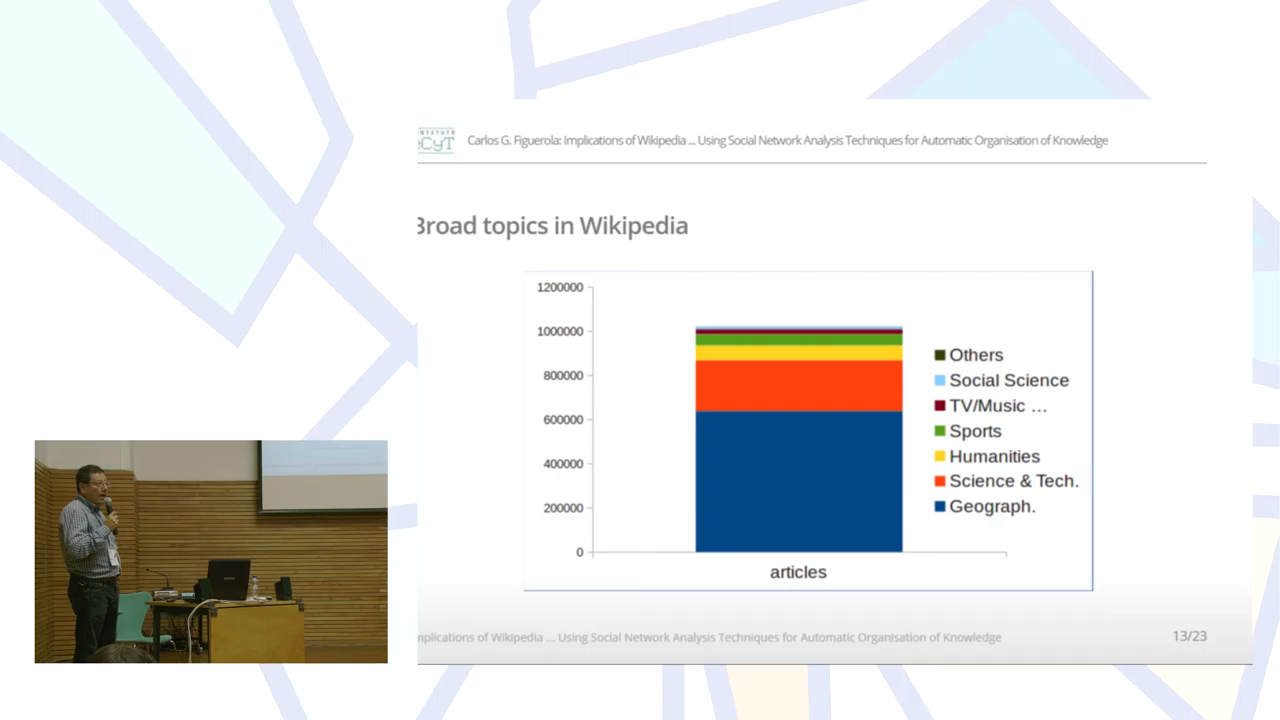 Carlos G. Figuerola: Implications of Wikipedia ... Using Social Network Analysis Techniques for Automatic Organisation of Knowledge
Broad topics in Wikipedia
1200000
1000000
800000
600000
400000
200000
0
articles
Others
Social Science
TV/Music ...
Sports
Humanities
Science & Tech.
Geograph.
mplications of Wikipedia ... Using Social Network Analysis Techniques for Automatic Organisation of Knowledge
13/23